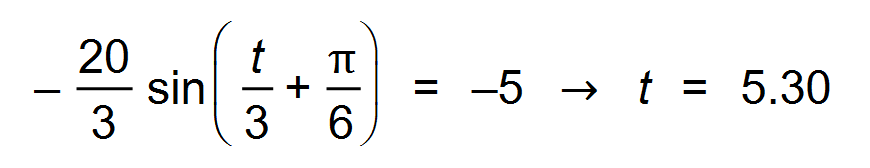 – 20/3 sin(t/3 + π/6) = –5 → t = 5.30